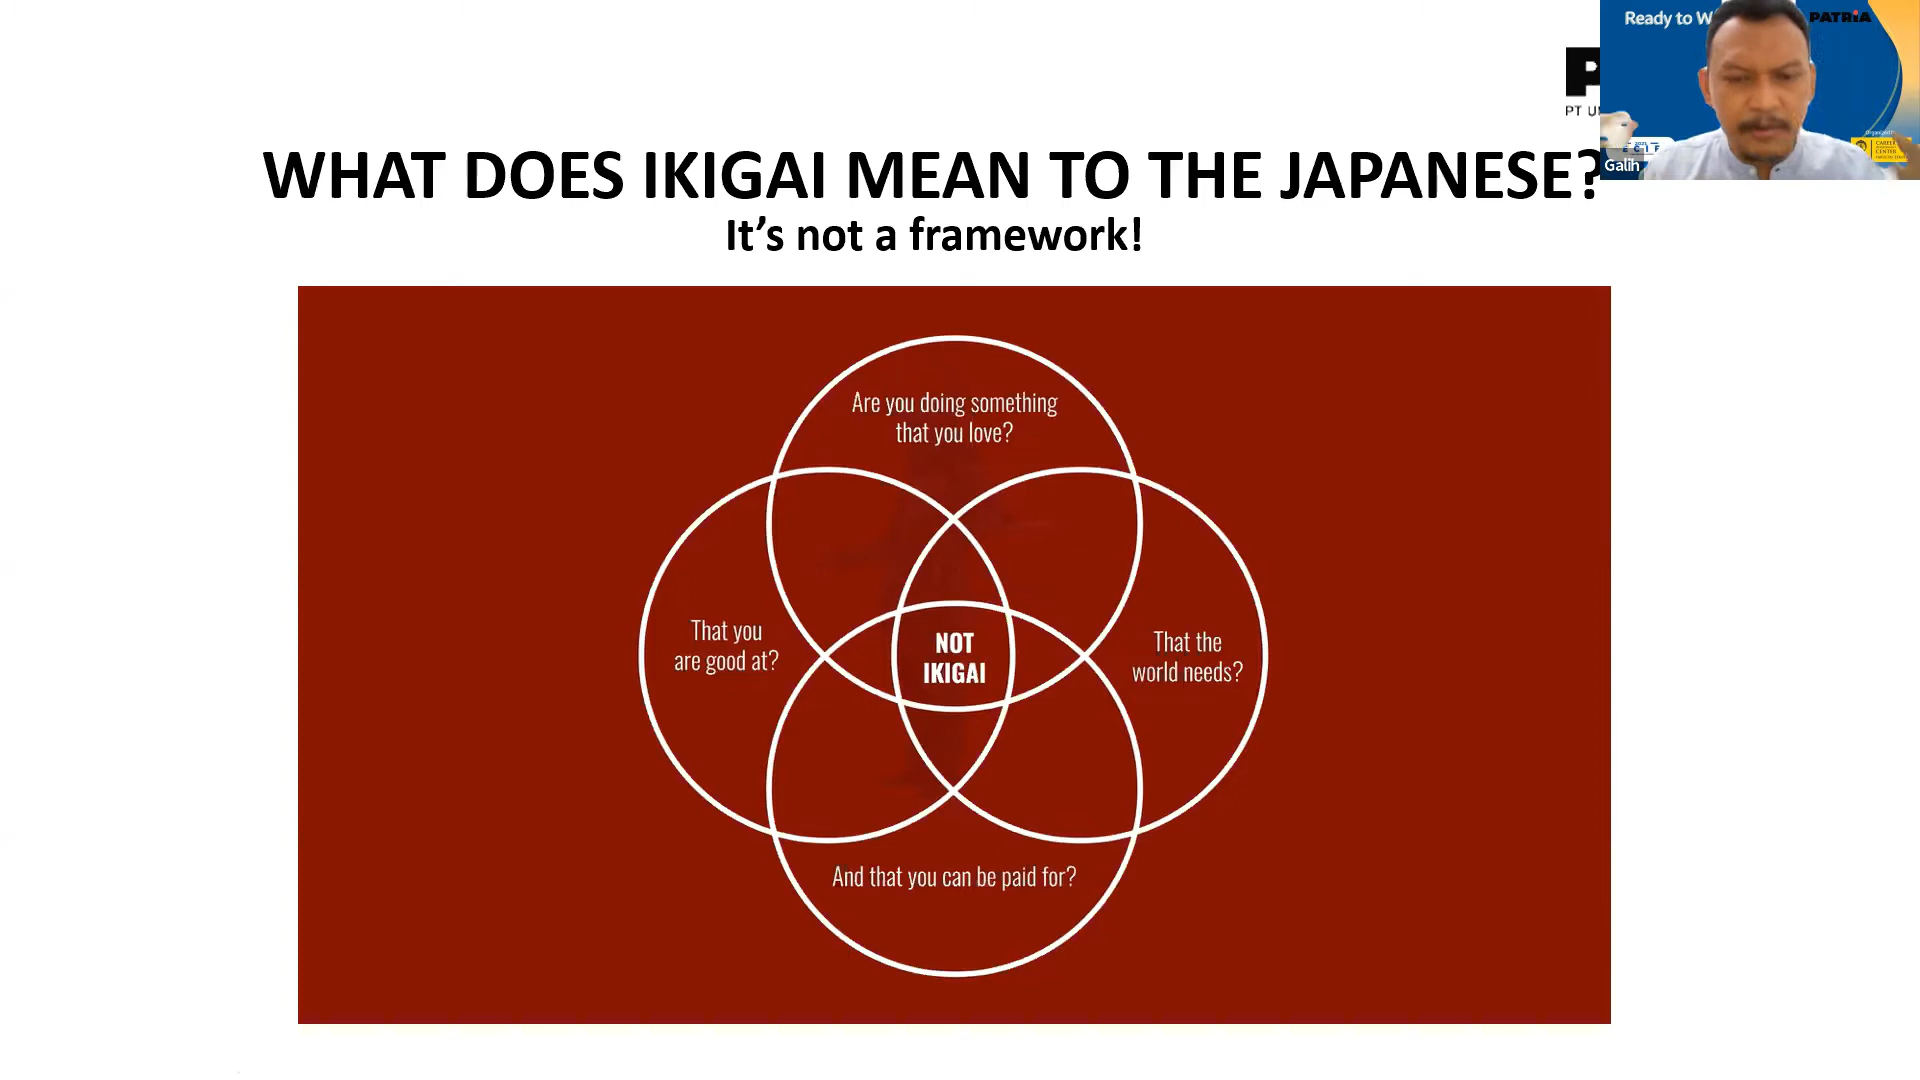 Ready to W
PATRIA
PT U
Galih
WHAT DOES IKIGAI MEAN TO THE JAPANESE?
It’s not a framework!
Are you doing something
that you love?
That you
are good at?
NOT
IKIGAI
That the
world needs?
And that you can be paid for?
CAREER
CENTER